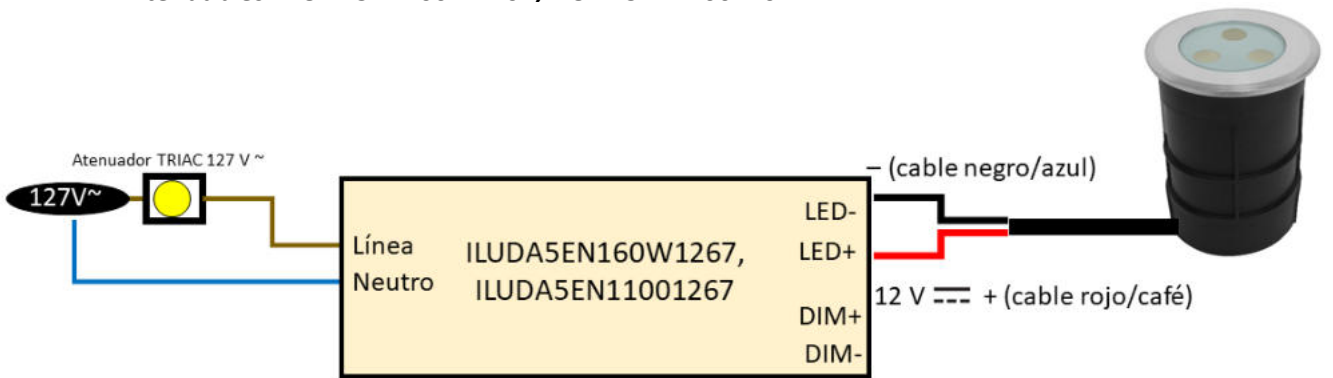 Atenuador TRIAC 127 V ~
127V~
– (cable negro/azul)
LED-
Línea
ILUDA5EN160W1267,
LED+
Neutro
ILUDA5EN11001267
12 V ⎓ + (cable rojo/café)
DIM+
DIM-